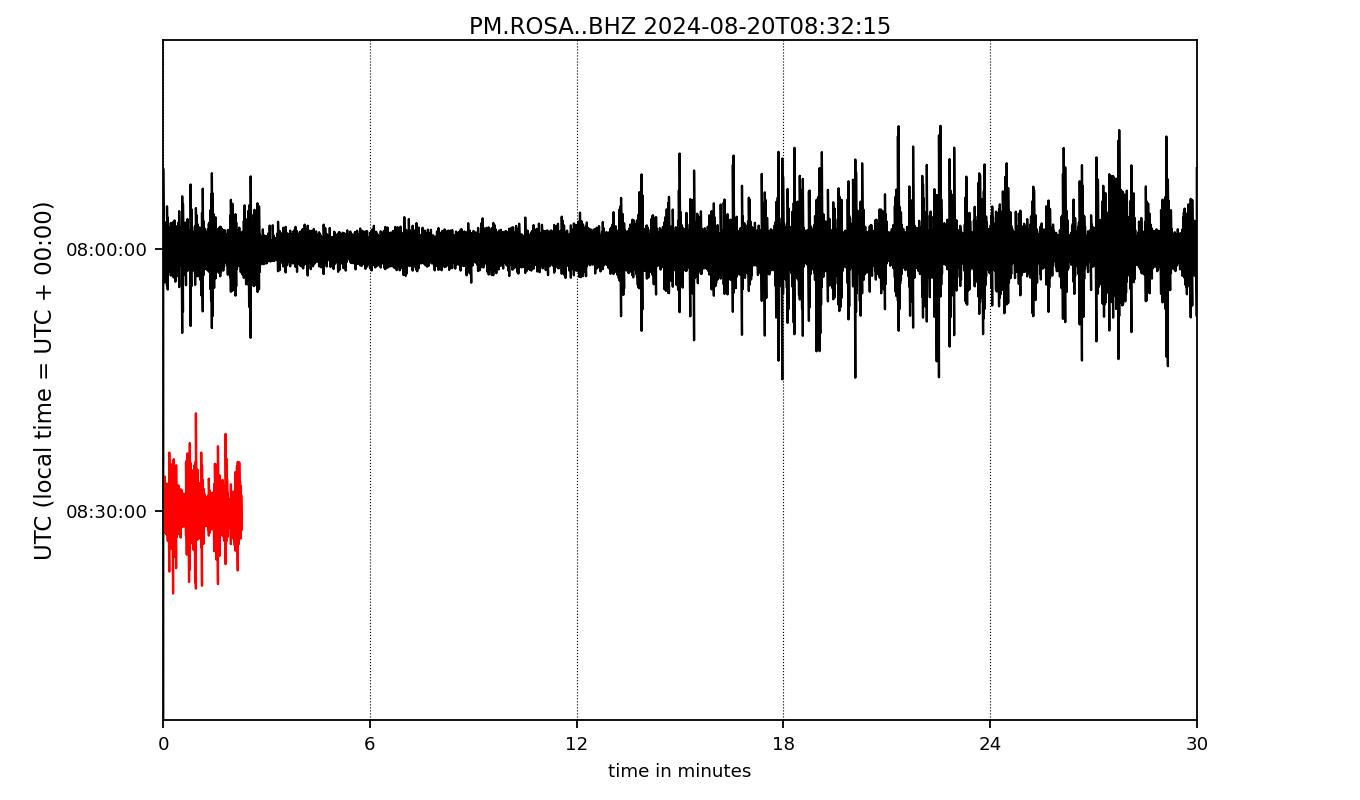 PM.ROSA..BHZ 2024-08-20T08:32:15
UTC (local time = UTC + 00:00)
08:00:00
08:30:00
0 6 12 18 24 30
time in minutes